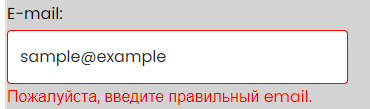 E-mail:
sample@example
Пожалуйста, введите правильный email.